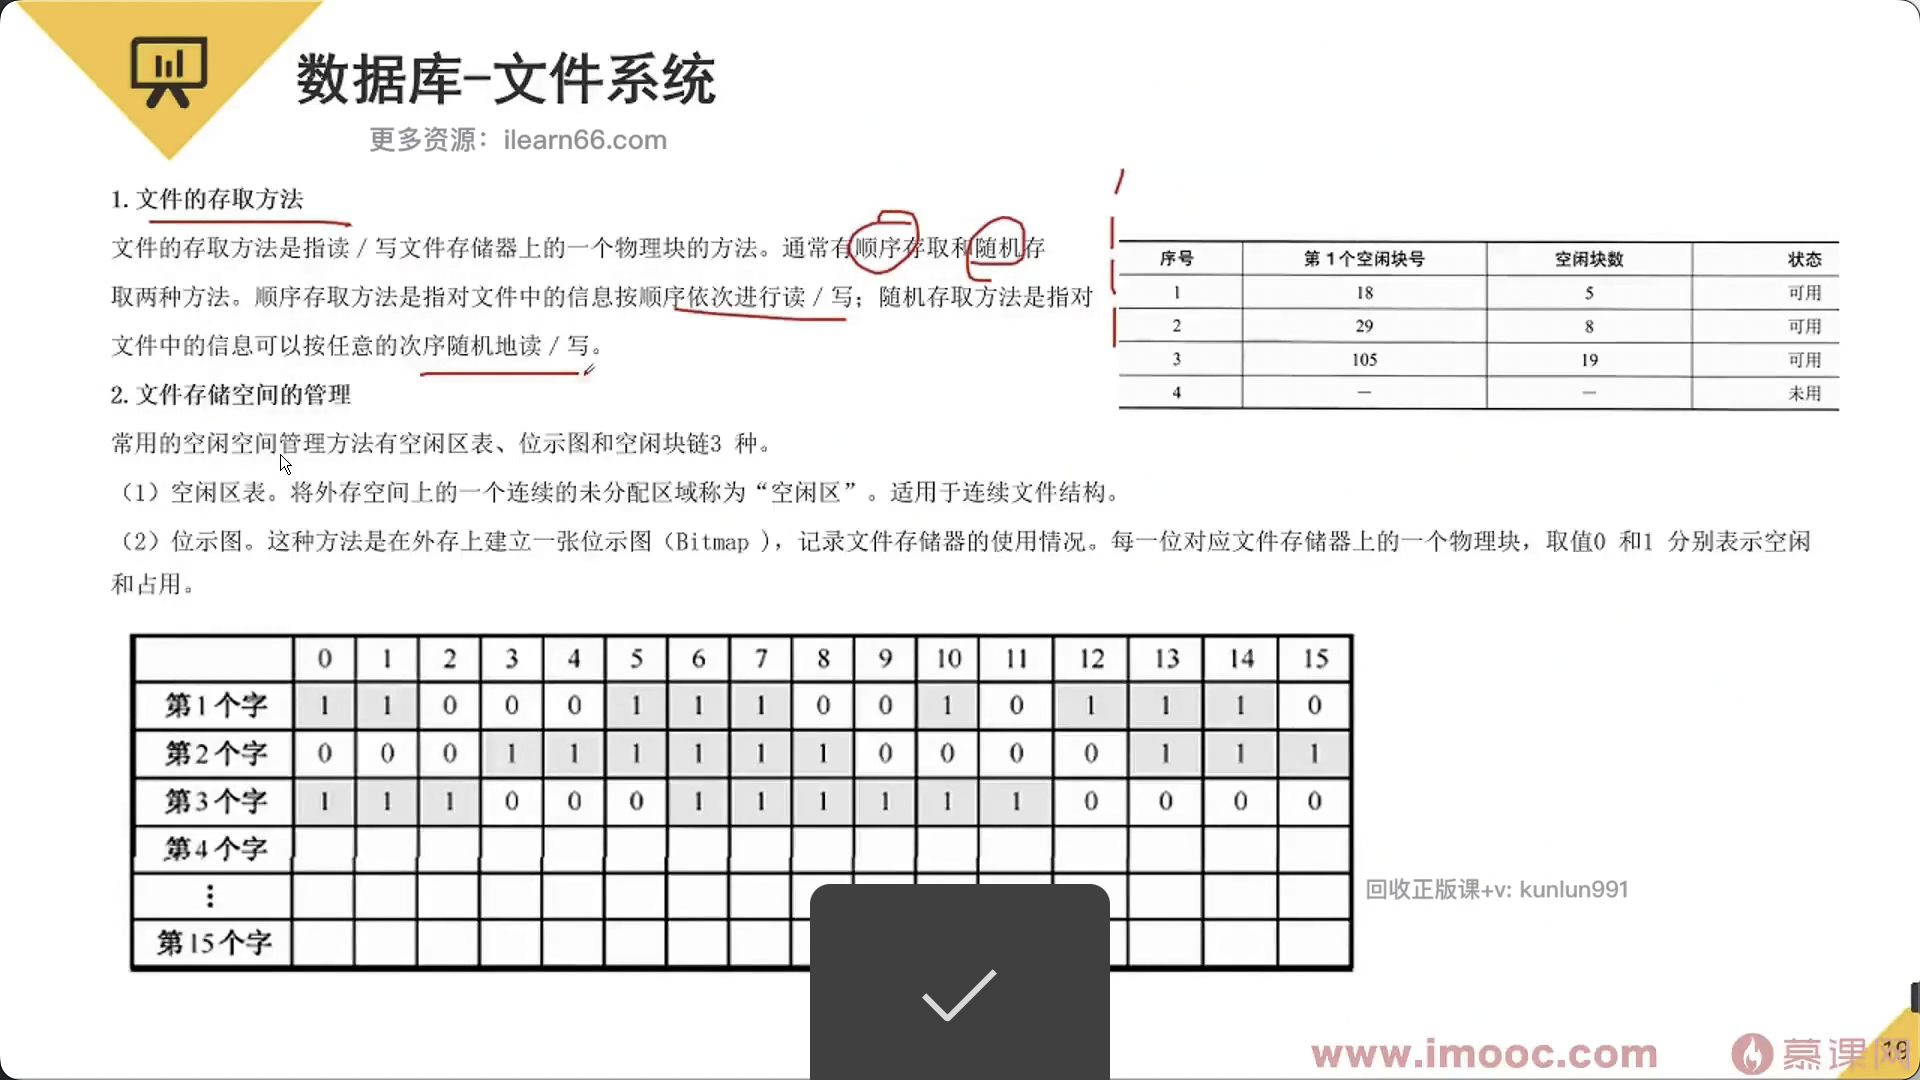 数据库-文件系统
更多资源：ilearn66.com
1. 文件的存取方法
文件的存取方法是指读 / 写文件存储器上的一个物理块的方法。通常有顺序存取和随机存
取两种方法。顺序存取方法是指对文件中的信息按顺序依次进行读 / 写；随机存取方法是指对
文件中的信息可以按任意的次序随机地读 / 写。
序号 第1个空闲块号 空闲块数 状态
1 18 5 可用
2 29 8 可用
3 105 19 可用
4 — — 未用
2. 文件存储空间的管理
常用的空闲空间管理方法有空闲区表、位示图和空闲块链3 种。
（1）空闲区表。将外存空间上的一个连续的未分配区域称为“空闲区”。适用于连续文件结构。
（2）位示图。这种方法是在外存上建立一张位示图（Bitmap ），记录文件存储器的使用情况。每一位对应文件存储器上的一个物理块，取值0 和1 分别表示空闲
和占用。
0 1 2 3 4 5 6 7 8 9 10 11 12 13 14 15
第1个字 1 1 0 0 0 1 1 1 0 0 1 0 1 1 1 0
第2个字 0 0 0 1 1 1 1 1 1 0 0 0 0 1 1 1
第3个字 1 1 1 0 0 0 1 1 1 1 1 1 0 0 0 0
第4个字
⋮
第15个字
回收正版课+v: kunlun991
www.imooc.com
慕课网
19